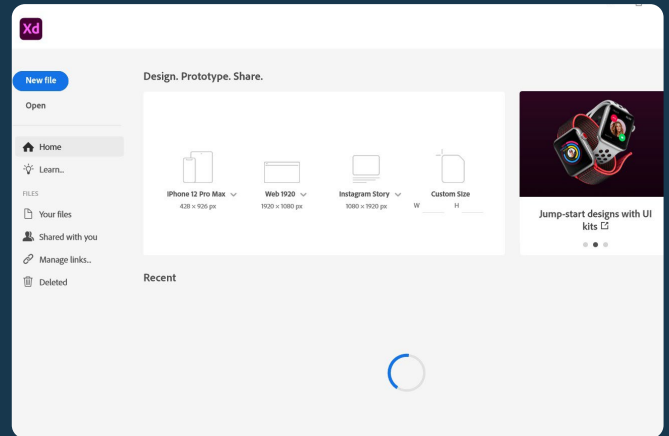 Xd
New file
Open
Home
Learn..
FILES
Your files
Shared with you
Manage links..
Deleted
Design. Prototype. Share.
iPhone 12 Pro Max
428 × 926 px
Web 1920
1920 × 1080 px
Instagram Story
1080 × 1920 px
Custom Size
W H
Jump-start designs with UI
kits
Recent